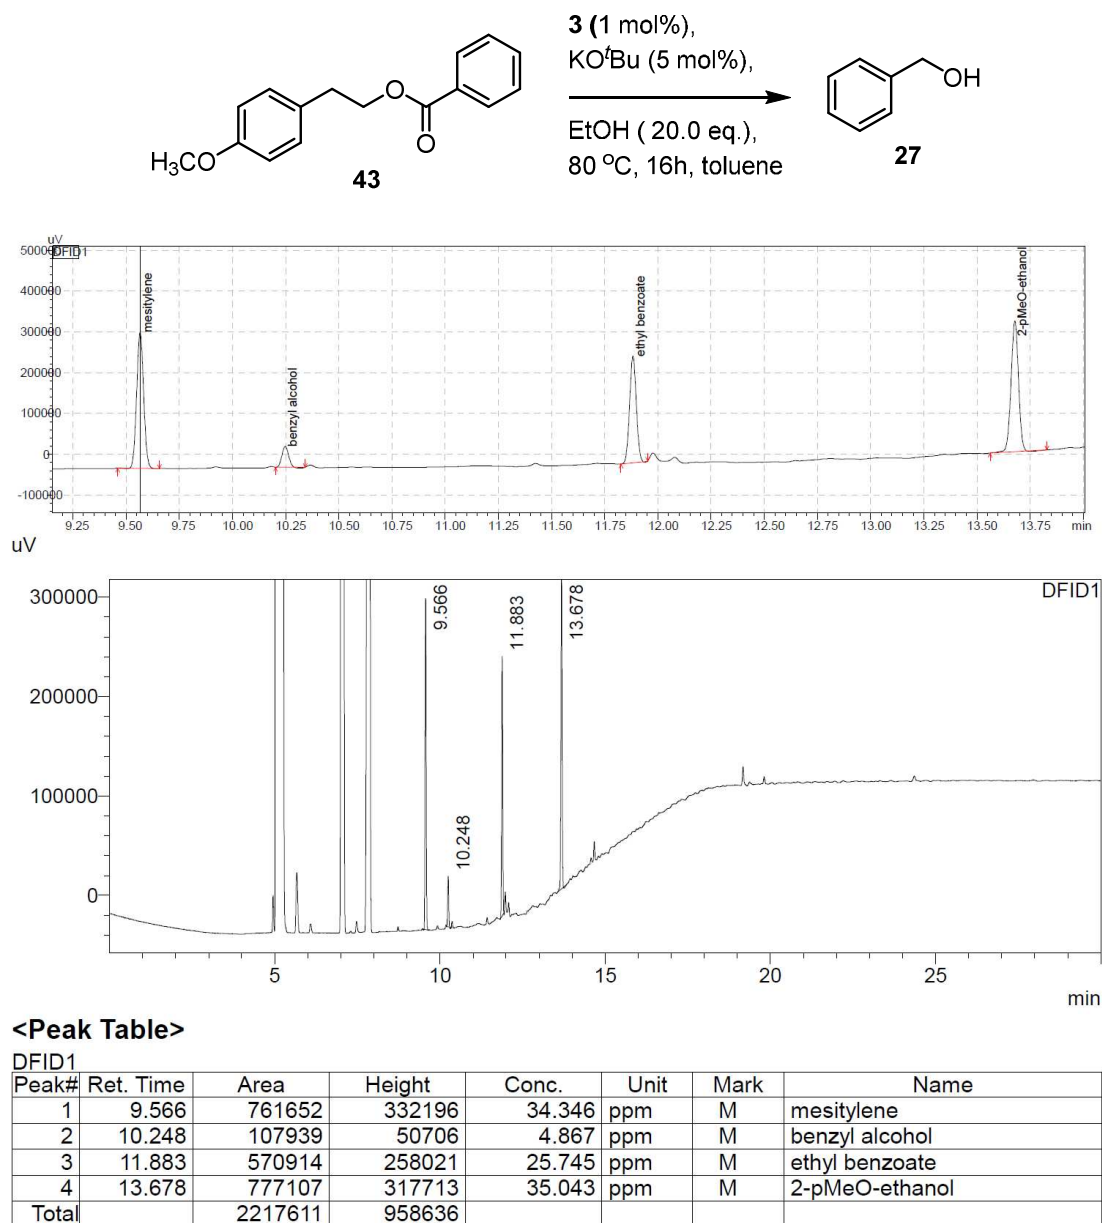 3 (1 mol%),
KOᵗBu (5 mol%),
EtOH ( 20.0 eq.),
80 ºC, 16h, toluene
O
O
H₃CO
43
OH
27
uV
DFID1
500000
400000
300000
200000
100000
0
-100000
mesitylene
benzyl alcohol
ethyl benzoate
2-pMeO-ethanol
9.25 9.50 9.75 10.00 10.25 10.50 10.75 11.00 11.25 11.50 11.75 12.00 12.25 12.50 12.75 13.00 13.25 13.50 13.75 min
uV
DFID1
300000
200000
100000
0
9.566
10.248
11.883
13.678
5 10 15 20 25
min
<Peak Table>
DFID1
Peak# Ret. Time Area Height Conc. Unit Mark Name
1 9.566 761652 332196 34.346 ppm M mesitylene
2 10.248 107939 50706 4.867 ppm M benzyl alcohol
3 11.883 570914 258021 25.745 ppm M ethyl benzoate
4 13.678 777107 317713 35.043 ppm M 2-pMeO-ethanol
Total 2217611 958636